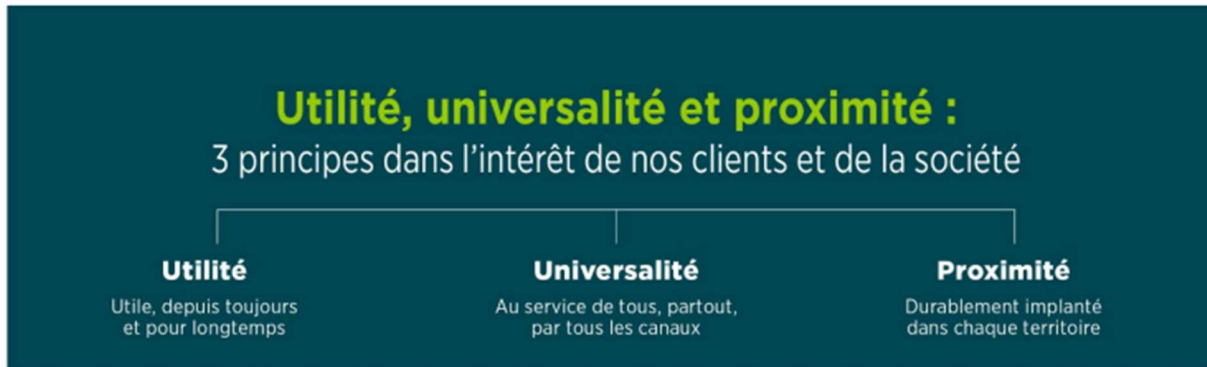 Utilité, universalité et proximité :
3 principes dans l’intérêt de nos clients et de la société
Utilité
Utile, depuis toujours
et pour longtemps
Universalité
Au service de tous, partout,
par tous les canaux
Proximité
Durablement implanté
dans chaque territoire